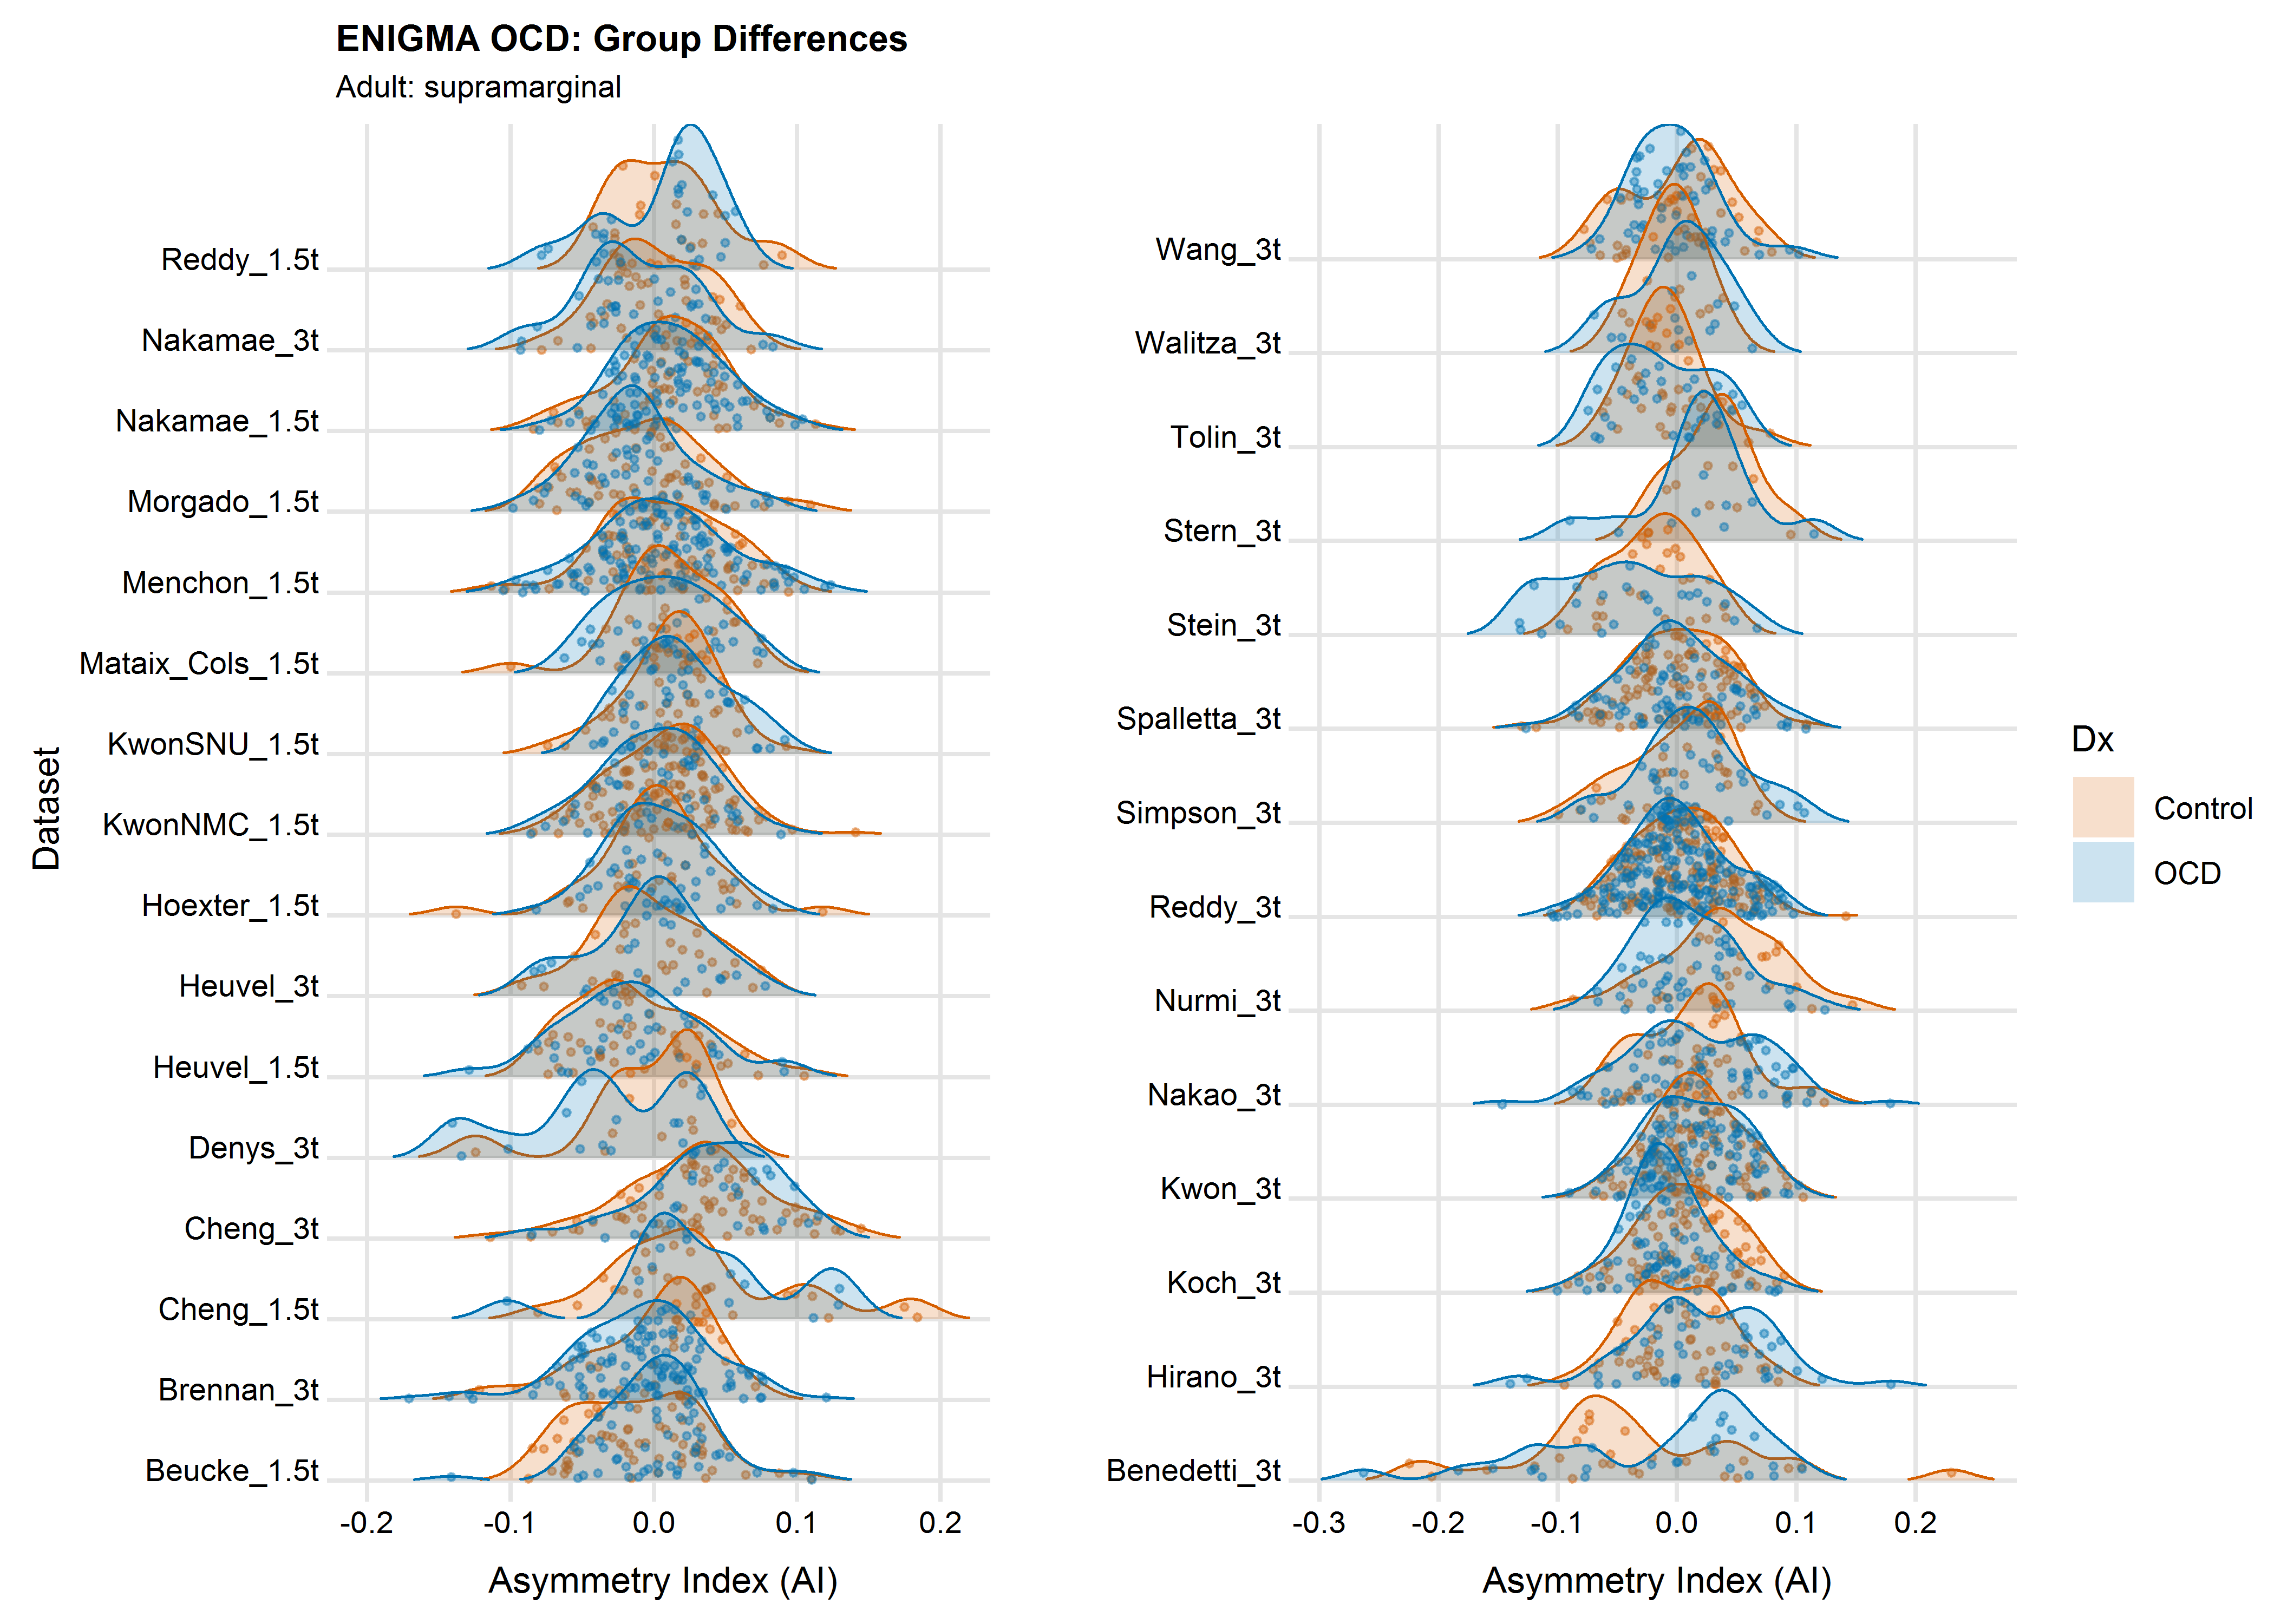 ENIGMA OCD: Group Differences
Adult: supramarginal
Dataset
Reddy_1.5t
Nakamae_3t
Nakamae_1.5t
Morgado_1.5t
Menchon_1.5t
Mataix_Cols_1.5t
KwonSNU_1.5t
KwonNMC_1.5t
Hoexter_1.5t
Heuvel_3t
Heuvel_1.5t
Denys_3t
Cheng_3t
Cheng_1.5t
Brennan_3t
Beucke_1.5t
-0.2 -0.1 0.0 0.1 0.2
Asymmetry Index (AI)
Wang_3t
Walitza_3t
Tolin_3t
Stern_3t
Stein_3t
Spalletta_3t
Simpson_3t
Reddy_3t
Nurmi_3t
Nakao_3t
Kwon_3t
Koch_3t
Hirano_3t
Benedetti_3t
-0.3 -0.2 -0.1 0.0 0.1 0.2
Asymmetry Index (AI)
Dx
Control
OCD